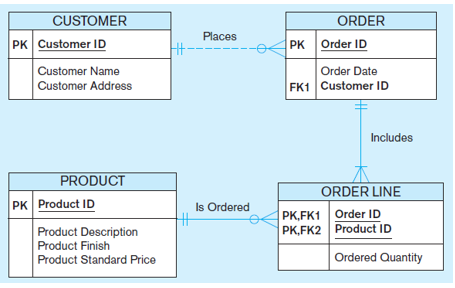 CUSTOMER
PK Customer ID
Customer Name
Customer Address
Places
ORDER
PK Order ID
Order Date
FK1 Customer ID
Includes
PRODUCT
PK Product ID
Product Description
Product Finish
Product Standard Price
Is Ordered
ORDER LINE
PK,FK1 Order ID
PK,FK2 Product ID
Ordered Quantity